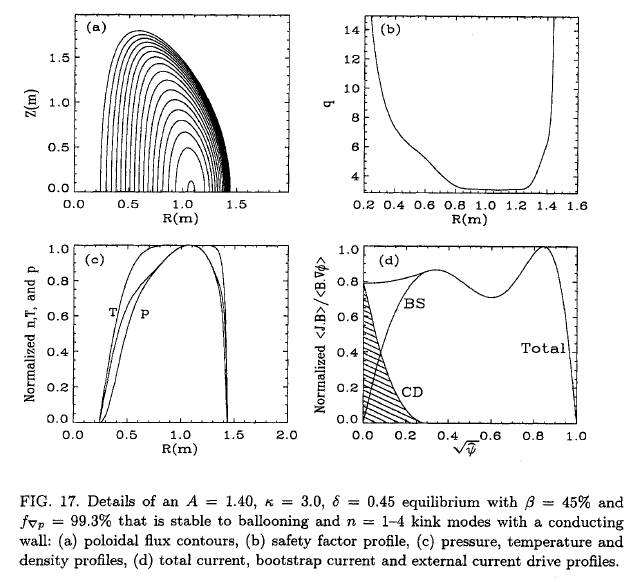 (a)
2.0
1.5
1.0
0.5
0.0
Z(m)
0.0 0.5 1.0 1.5
R(m)
(b)
14
12
10
8
6
4
q
0.2 0.4 0.6 0.8 1.0 1.2 1.4 1.6
R(m)
(c)
1.0
0.8
0.6
0.4
0.2
0.0
Normalized n,T, and p
T
p
0.0 0.5 1.0 1.5 2.0
R(m)
(d)
1.0
0.8
0.6
0.4
0.2
0.0
Normalized <J.B>/<B.∇ϕ>
BS
CD
Total
0.0 0.2 0.4 0.6 0.8 1.0
√ψ̃
FIG. 17. Details of an A = 1.40, κ = 3.0, δ = 0.45 equilibrium with β = 45% and
f∇p = 99.3% that is stable to ballooning and n = 1–4 kink modes with a conducting
wall: (a) poloidal flux contours, (b) safety factor profile, (c) pressure, temperature and
density profiles, (d) total current, bootstrap current and external current drive profiles.